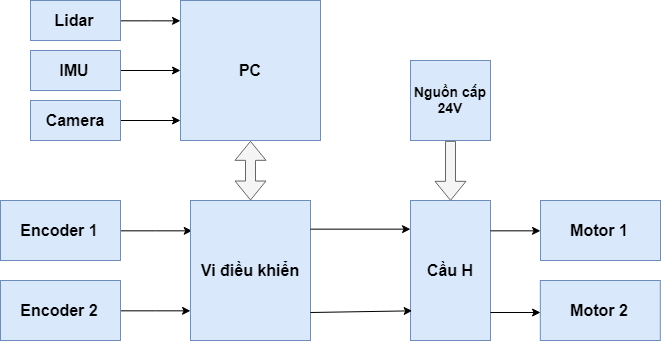 Lidar
IMU
Camera
PC
Nguồn cấp
24V
Encoder 1
Encoder 2
Vi điều khiển
Cầu H
Motor 1
Motor 2